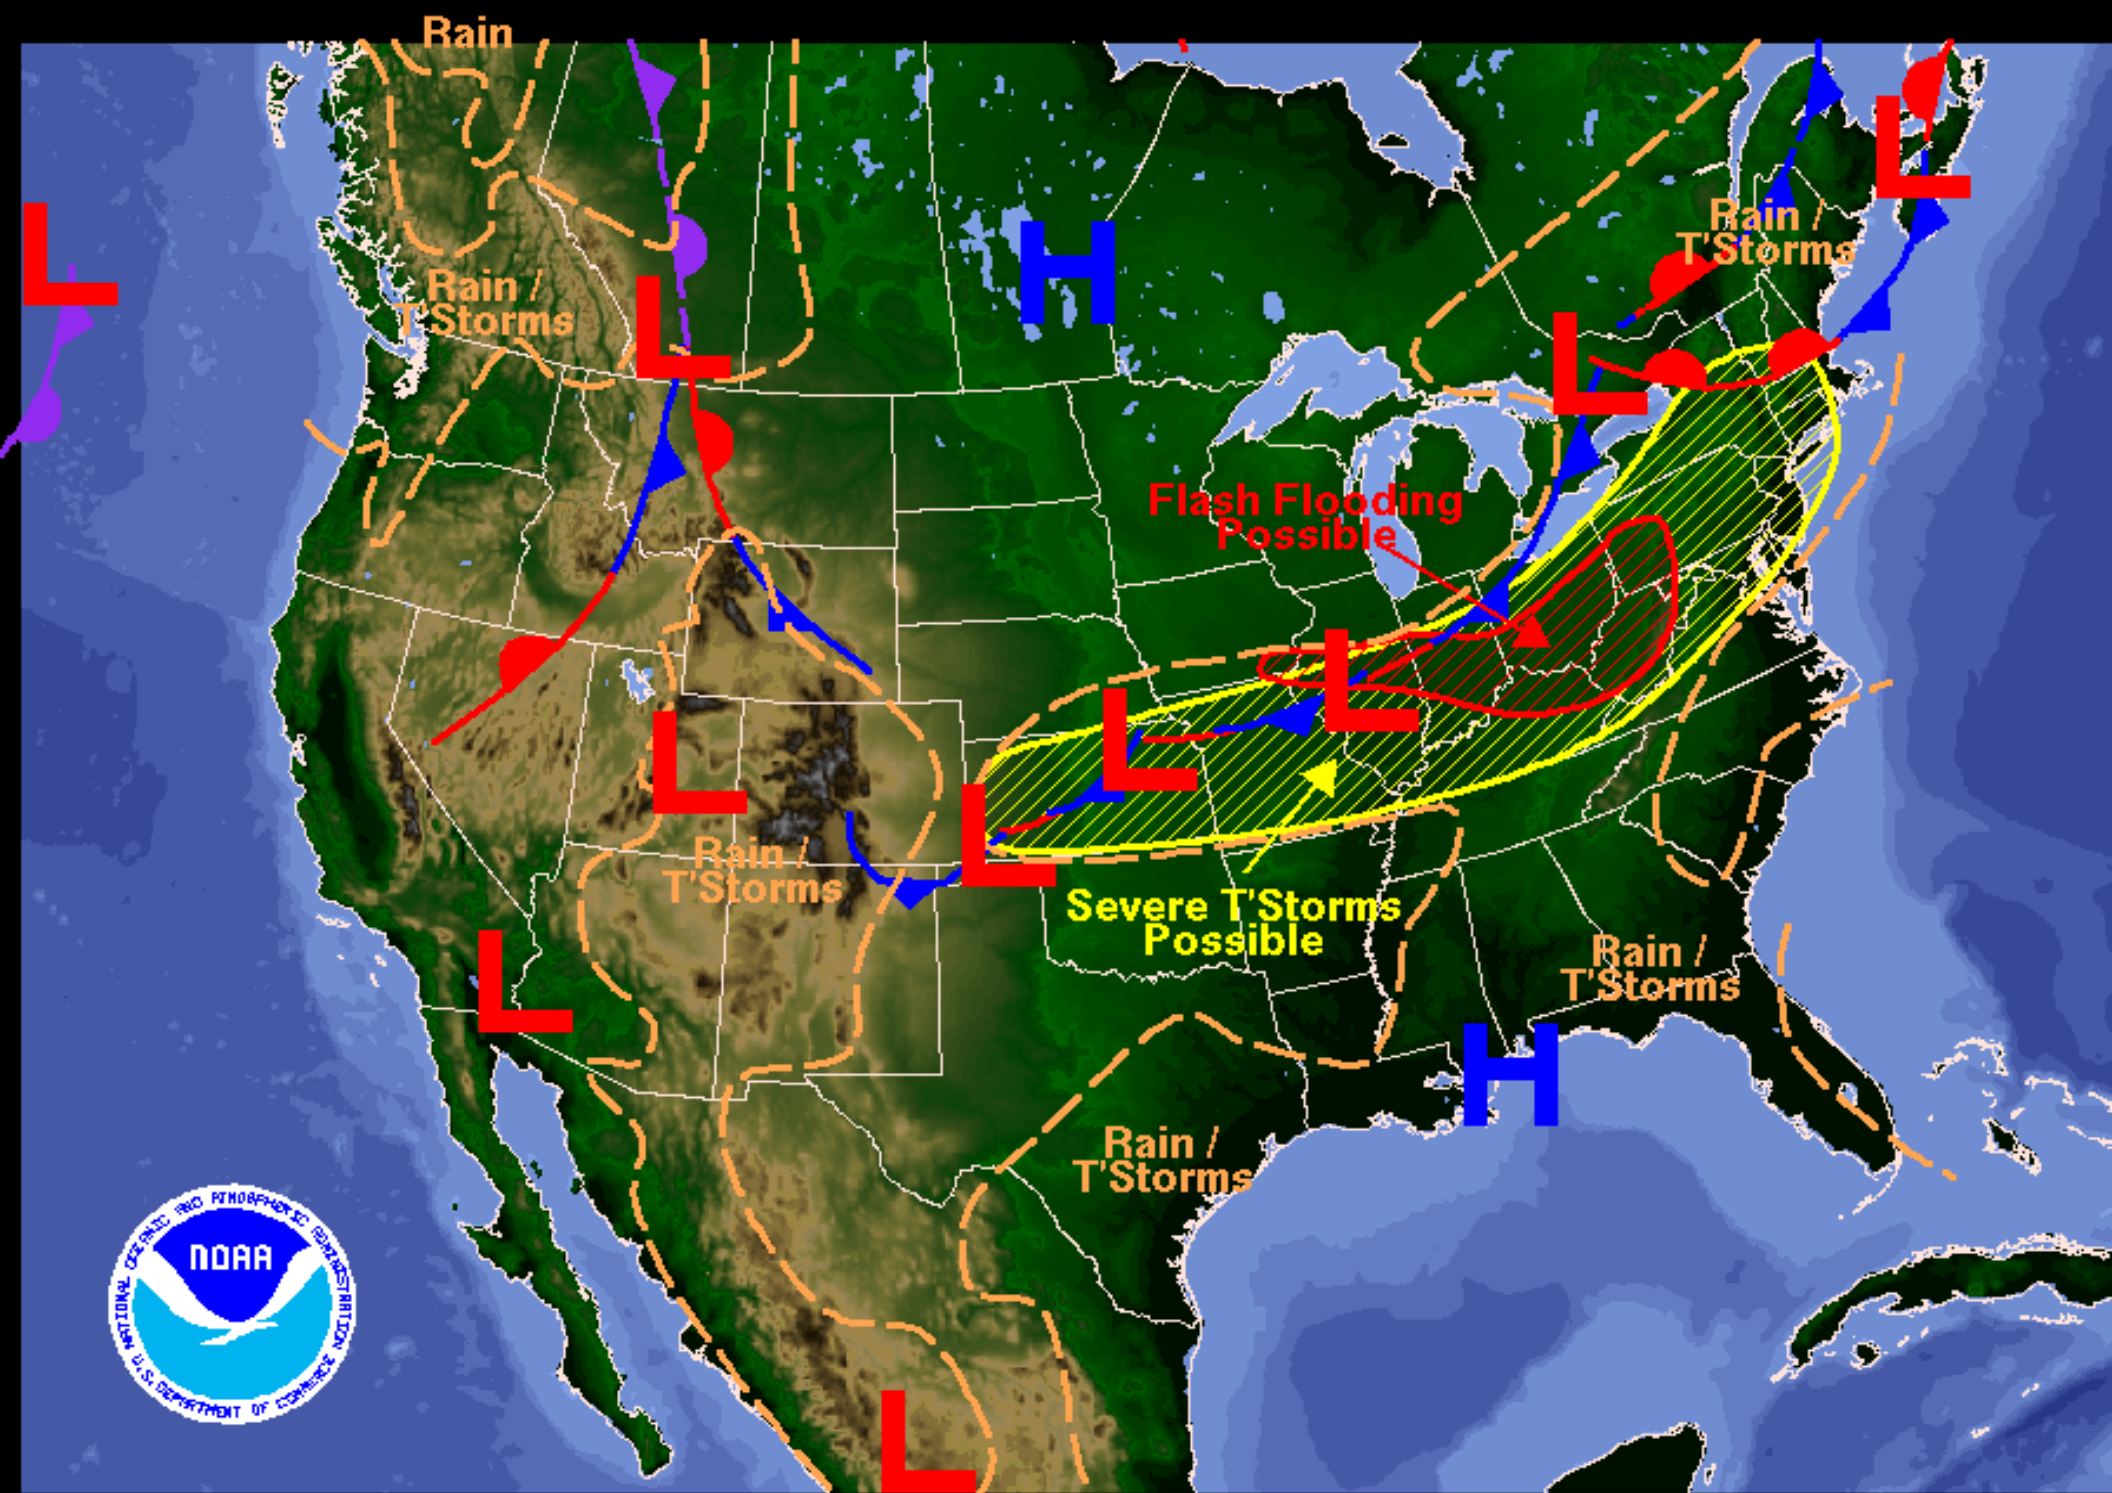 Rain
L
L
Rain /
T'Storms
H
Rain /
T'Storms
L
L
L
Flash Flooding
Possible
L
L
L
L
Rain /
T'Storms
Severe T'Storms
Possible
L
Rain /
T'Storms
H
Rain /
T'Storms
L
NATIONAL OCEANIC AND ATMOSPHERIC ADMINISTRATION
NOAA
U.S. DEPARTMENT OF COMMERCE